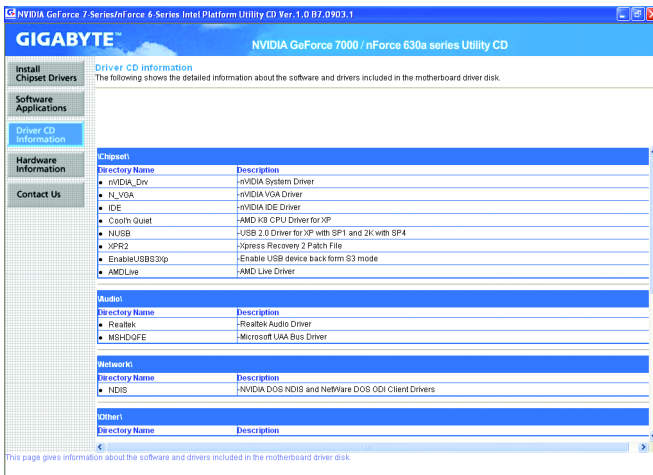 NVIDIA GeForce 7-Series/nForce 6-Series Intel Platform Utility CD Ver.1.0 B7.0903.1
GIGABYTE™
NVIDIA GeForce 7000 / nForce 630a series Utility CD
Install
Chipset Drivers
Software
Applications
Driver CD
Information
Hardware
Information
Contact Us
Driver CD information
The following shows the detailed information about the software and drivers included in the motherboard driver disk.
\Chipset\
Directory Name Description
• nVIDIA_Drv -nVIDIA System Driver
• N_VGA -nVIDIA VGA Driver
• IDE -nVIDIA IDE Driver
• Cool'n Quiet -AMD K8 CPU Driver for XP
• NUSB -USB 2.0 Driver for XP with SP1 and 2K with SP4
• XPR2 -Xpress Recovery 2 Patch File
• EnableUSBS3Xp -Enable USB device back form S3 mode
• AMDLive -AMD Live Driver
\Audio\
Directory Name Description
• Realtek -Realtek Audio Driver
• MSHDQFE -Microsoft UAA Bus Driver
\Network\
Directory Name Description
• NDIS -NVIDIA DOS NDIS and NetWare DOS ODI Client Drivers
\Other\
Directory Name Description
This page gives information about the software and drivers included in the motherboard driver disk.